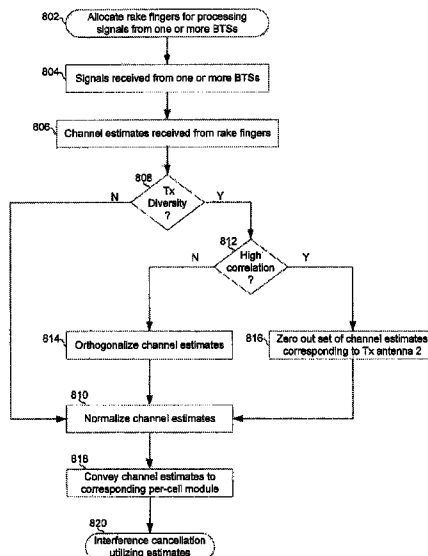 802
Allocate rake fingers for processing
signals from one or more BTSs
804
Signals received from one or more BTSs
806
Channel estimates received from rake fingers
808
Tx
Diversity
?
N
Y
812
High
correlation
?
N
Y
814
Orthogonalize channel estimates
816
Zero out set of channel estimates
corresponding to Tx antenna 2
810
Normalize channel estimates
818
Convey channel estimates to
corresponding per-cell module
820
Interference cancellation
utilizing estimates